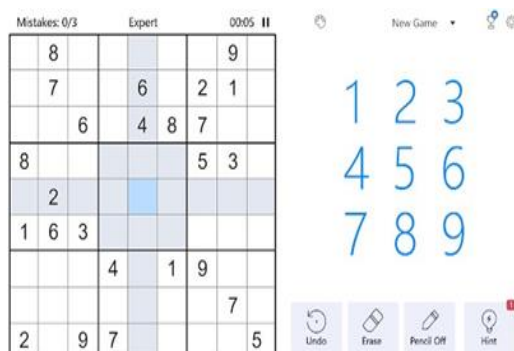 Mistakes: 0/3 Expert 00:05 New Game
8 9
7 6 2 1
6 4 8 7
8 5 3
2
1 6 3
4 1 9
7
2 9 7 5
1 2 3
4 5 6
7 8 9
1
Undo Erase Pencil Off Hint